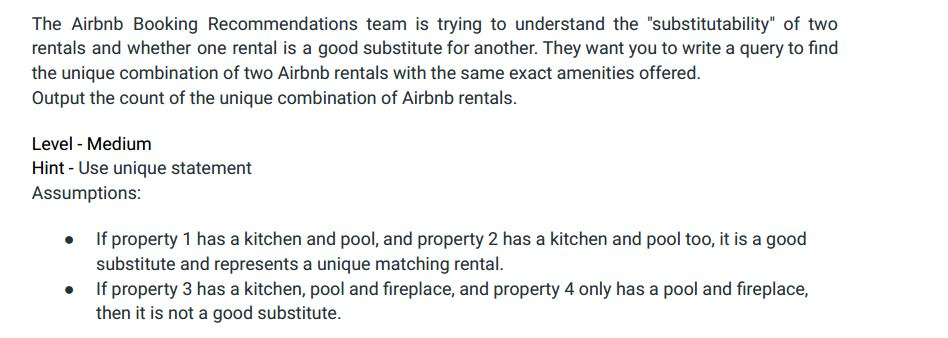 The Airbnb Booking Recommendations team is trying to understand the "substitutability" of two
rentals and whether one rental is a good substitute for another. They want you to write a query to find
the unique combination of two Airbnb rentals with the same exact amenities offered.
Output the count of the unique combination of Airbnb rentals.
Level - Medium
Hint - Use unique statement
Assumptions:
● If property 1 has a kitchen and pool, and property 2 has a kitchen and pool too, it is a good
substitute and represents a unique matching rental.
● If property 3 has a kitchen, pool and fireplace, and property 4 only has a pool and fireplace,
then it is not a good substitute.